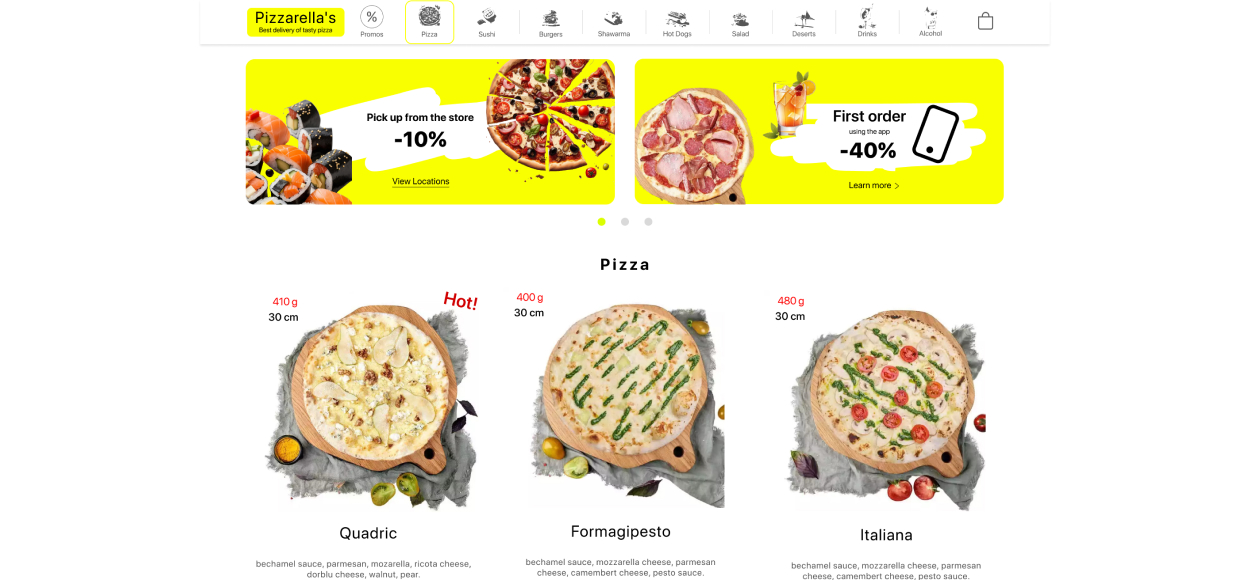 Pizzarella's
Best delivery of tasty pizza
%
Promos
Pizza
Sushi
Burgers
Shawarma
Hot Dogs
Salad
Deserts
Drinks
Alcohol
Pick up from the store
-10%
View Locations
First order
using the app
-40%
Learn more >
Pizza
410 g
30 cm
Hot!
Quadric
bechamel sauce, parmesan, mozarella, ricota cheese,
dorblu cheese, walnut, pear.
400 g
30 cm
Formagipesto
bechamel sauce, mozzarella cheese, parmesan
cheese, camembert cheese, pesto sauce.
480 g
30 cm
Italiana
bechamel sauce, mozzarella cheese, parmesan
cheese, camembert cheese, pesto sauce.